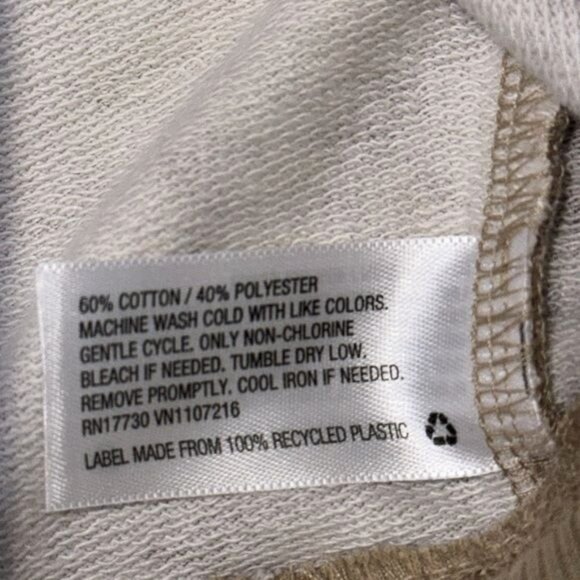 60% COTTON / 40% POLYESTER
MACHINE WASH COLD WITH LIKE COLORS.
GENTLE CYCLE. ONLY NON-CHLORINE
BLEACH IF NEEDED. TUMBLE DRY LOW.
REMOVE PROMPTLY. COOL IRON IF NEEDED.
RN17730 VN1107216
LABEL MADE FROM 100% RECYCLED PLASTIC